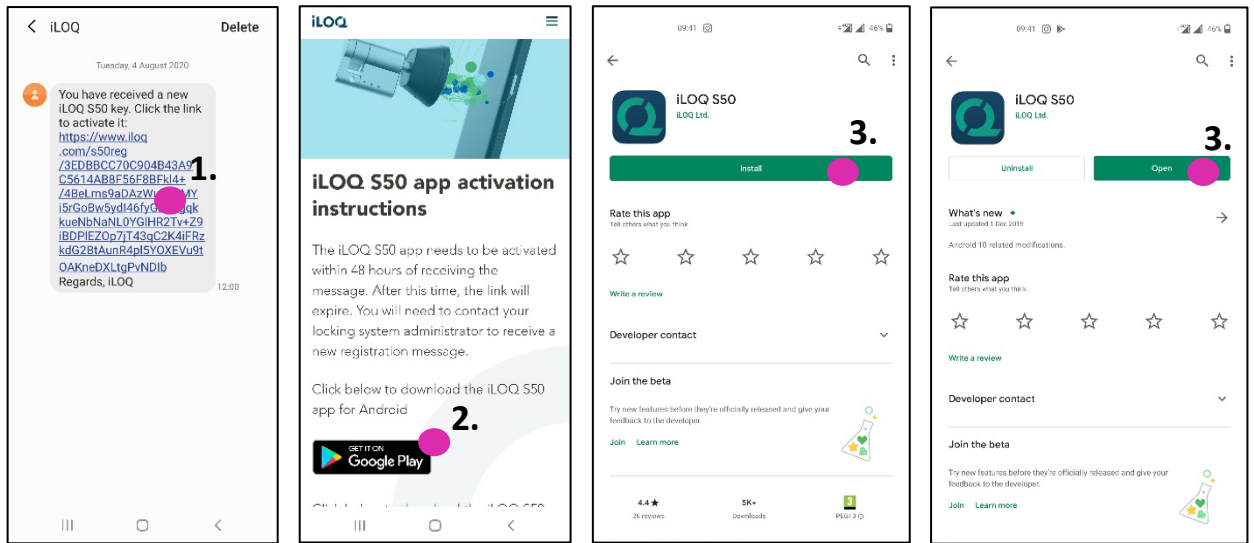 iLOQ
Delete
Tuesday, 4 August 2020
You have received a new
iLOQ S50 key. Click the link
to activate it:
https://www.iloq
.com/s50reg
/3EDBBCC70C904B43A9
C5614AB8F56F8BFkI4+
/4BeLms9aDAzW MY
i5rGoBw5ydI46fy gqk
kueNbNaNL0YGlHR2Tv+Z9
iBDPlEZOp7jT43qC2K4iFRz
kdG2BtAunR4pl5YOXEVu9t
OAKneDXLtgPvNDIb
Regards, iLOQ
12:00
1.
iLOQ
iLOQ S50 app activation
instructions
The iLOQ S50 app needs to be activated
within 48 hours of receiving the
message. After this time, the link will
expire. You will need to contact your
locking system administrator to receive a
new registration message.
Click below to download the iLOQ S50
app for Android
2.
GET IT ON
Google Play
09:41
46%
iLOQ S50
iLOQ Ltd.
3.
Install
Rate this app
Tell others what you think
Write a review
Developer contact
Join the beta
Try new features before they're officially released and give your
feedback to the developer.
Join Learn more
4.4 ★
26 reviews
5K+
Downloads
3
PEGI 3
09:41
46%
iLOQ S50
iLOQ Ltd.
3.
Uninstall
Open
What's new
Last updated 1 Dec 2019
Android 10 related modifications.
Rate this app
Tell others what you think
Write a review
Developer contact
Join the beta
Try new features before they're officially released and give your
feedback to the developer.
Join Learn more